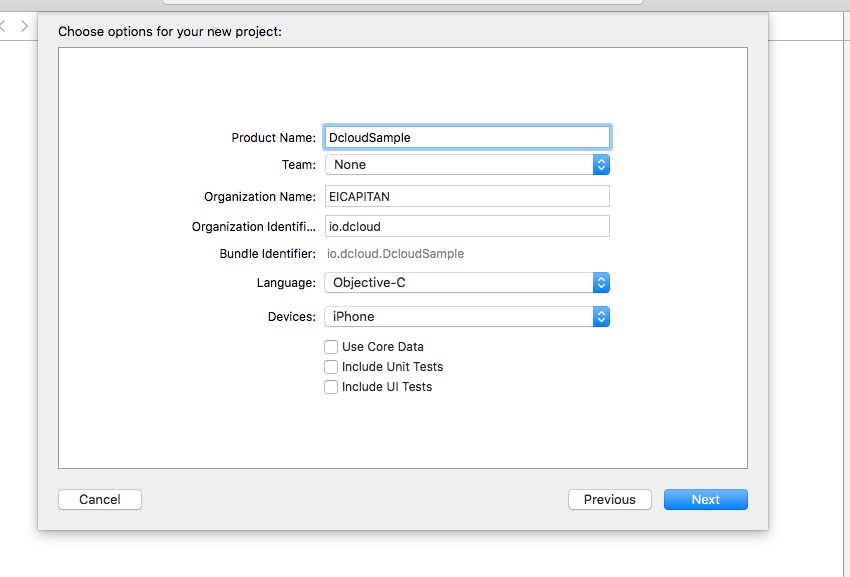 Choose options for your new project:
Product Name: DcloudSample
Team: None
Organization Name: EICAPITAN
Organization Identifi... io.dcloud
Bundle Identifier: io.dcloud.DcloudSample
Language: Objective-C
Devices: iPhone
Use Core Data
Include Unit Tests
Include UI Tests
Cancel Previous Next